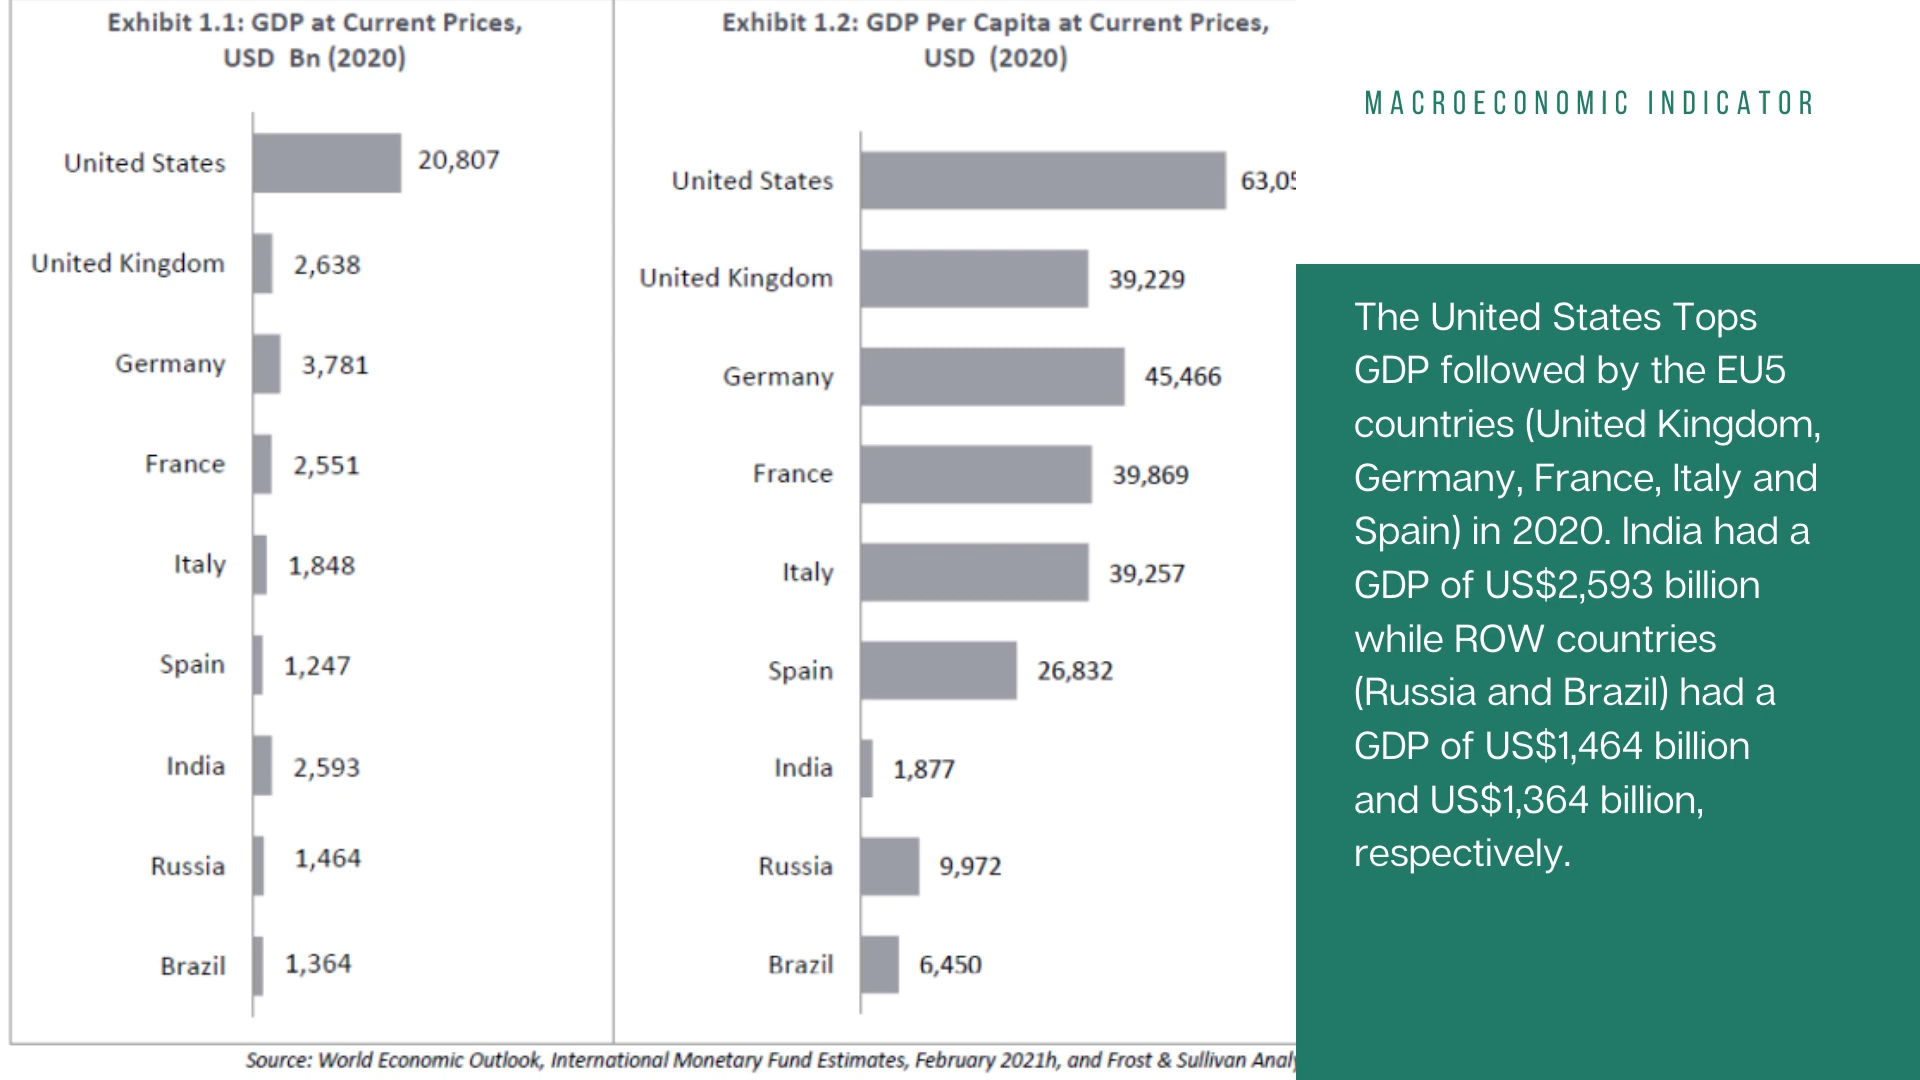 Exhibit 1.1: GDP at Current Prices,
USD Bn (2020)
United States 20,807
United Kingdom 2,638
Germany 3,781
France 2,551
Italy 1,848
Spain 1,247
India 2,593
Russia 1,464
Brazil 1,364
Exhibit 1.2: GDP Per Capita at Current Prices,
USD (2020)
United States
United Kingdom 39,229
Germany 45,466
France 39,869
Italy 39,257
Spain 26,832
India 1,877
Russia 9,972
Brazil 6,450
Source: World Economic Outlook, International Monetary Fund Estimates, February 2021h, and Frost & Sullivan
MACROECONOMIC INDICATOR
The United States Tops
GDP followed by the EU5
countries (United Kingdom,
Germany, France, Italy and
Spain) in 2020. India had a
GDP of US$2,593 billion
while ROW countries
(Russia and Brazil) had a
GDP of US$1,464 billion
and US$1,364 billion,
respectively.